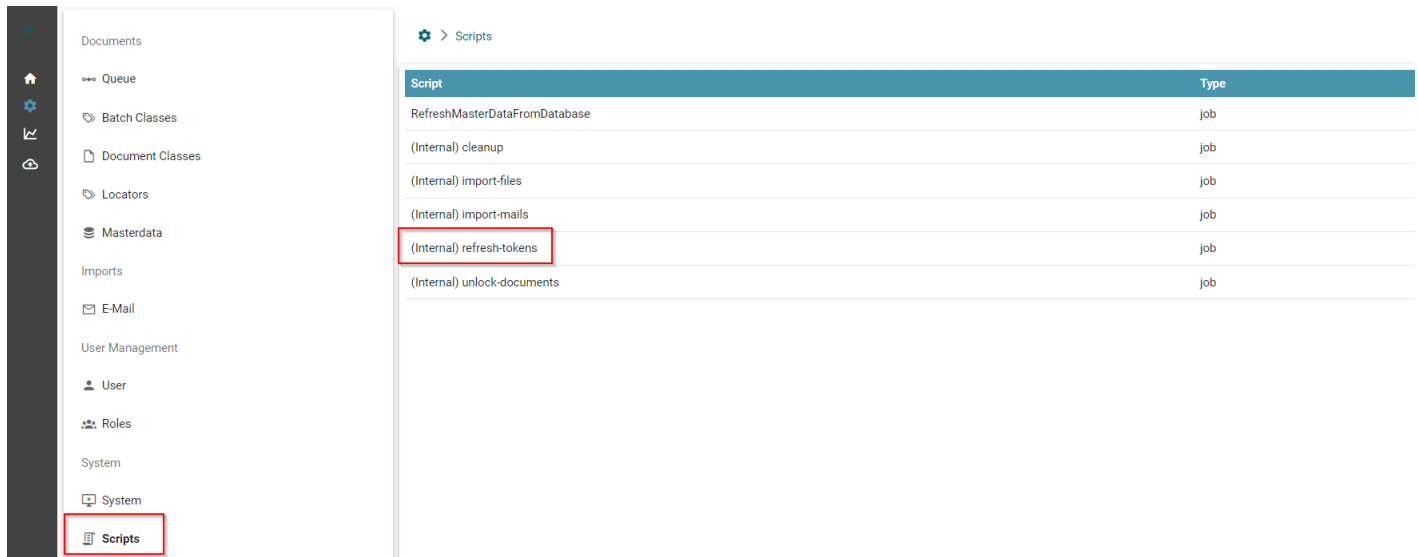 Documents
Queue
Batch Classes
Document Classes
Locators
Masterdata
Imports
E-Mail
User Management
User
Roles
System
System
Scripts
> Scripts
Script Type
RefreshMasterDataFromDatabase job
(Internal) cleanup job
(Internal) import-files job
(Internal) import-mails job
(Internal) refresh-tokens job
(Internal) unlock-documents job